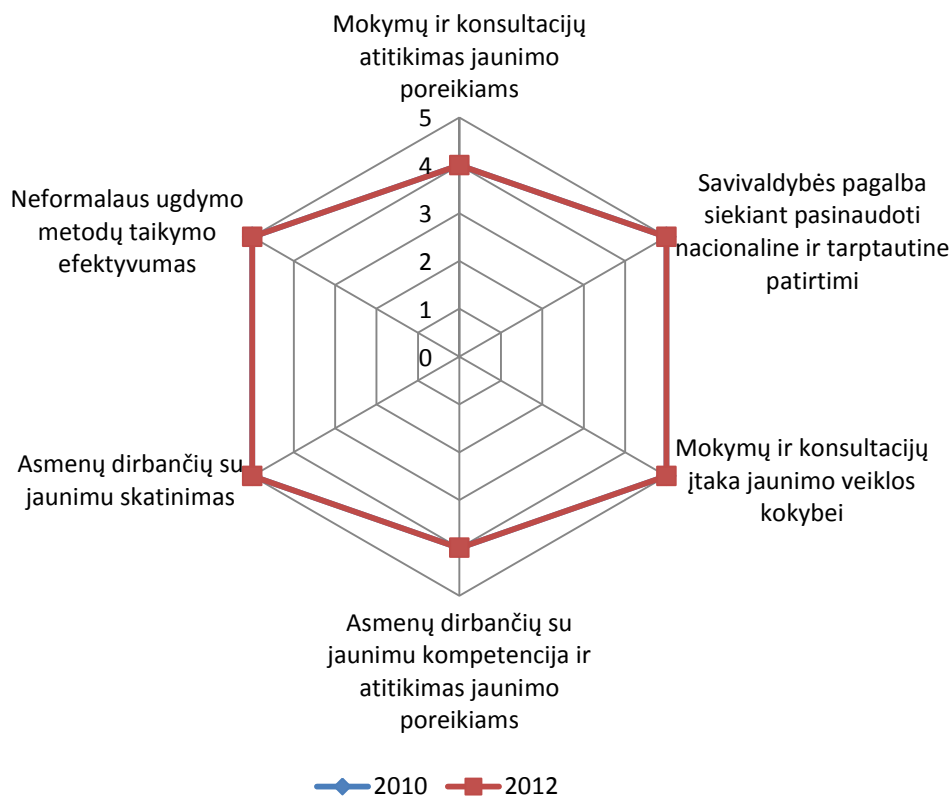 Mokymų ir konsultacijų
atitikimas jaunimo
poreikiams
5
4
3
2
1
0
Savivaldybės pagalba
siekiant pasinaudoti
nacionaline ir tarptautine
patirtimi
Mokymų ir konsultacijų
įtaka jaunimo veiklos
kokybei
Asmenų dirbančių su
jaunimu kompetencija ir
atitikimas jaunimo
poreikiams
Asmenų dirbančių su
jaunimu skatinimas
Neformalaus ugdymo
metodų taikymo
efektyvumas
2010 2012